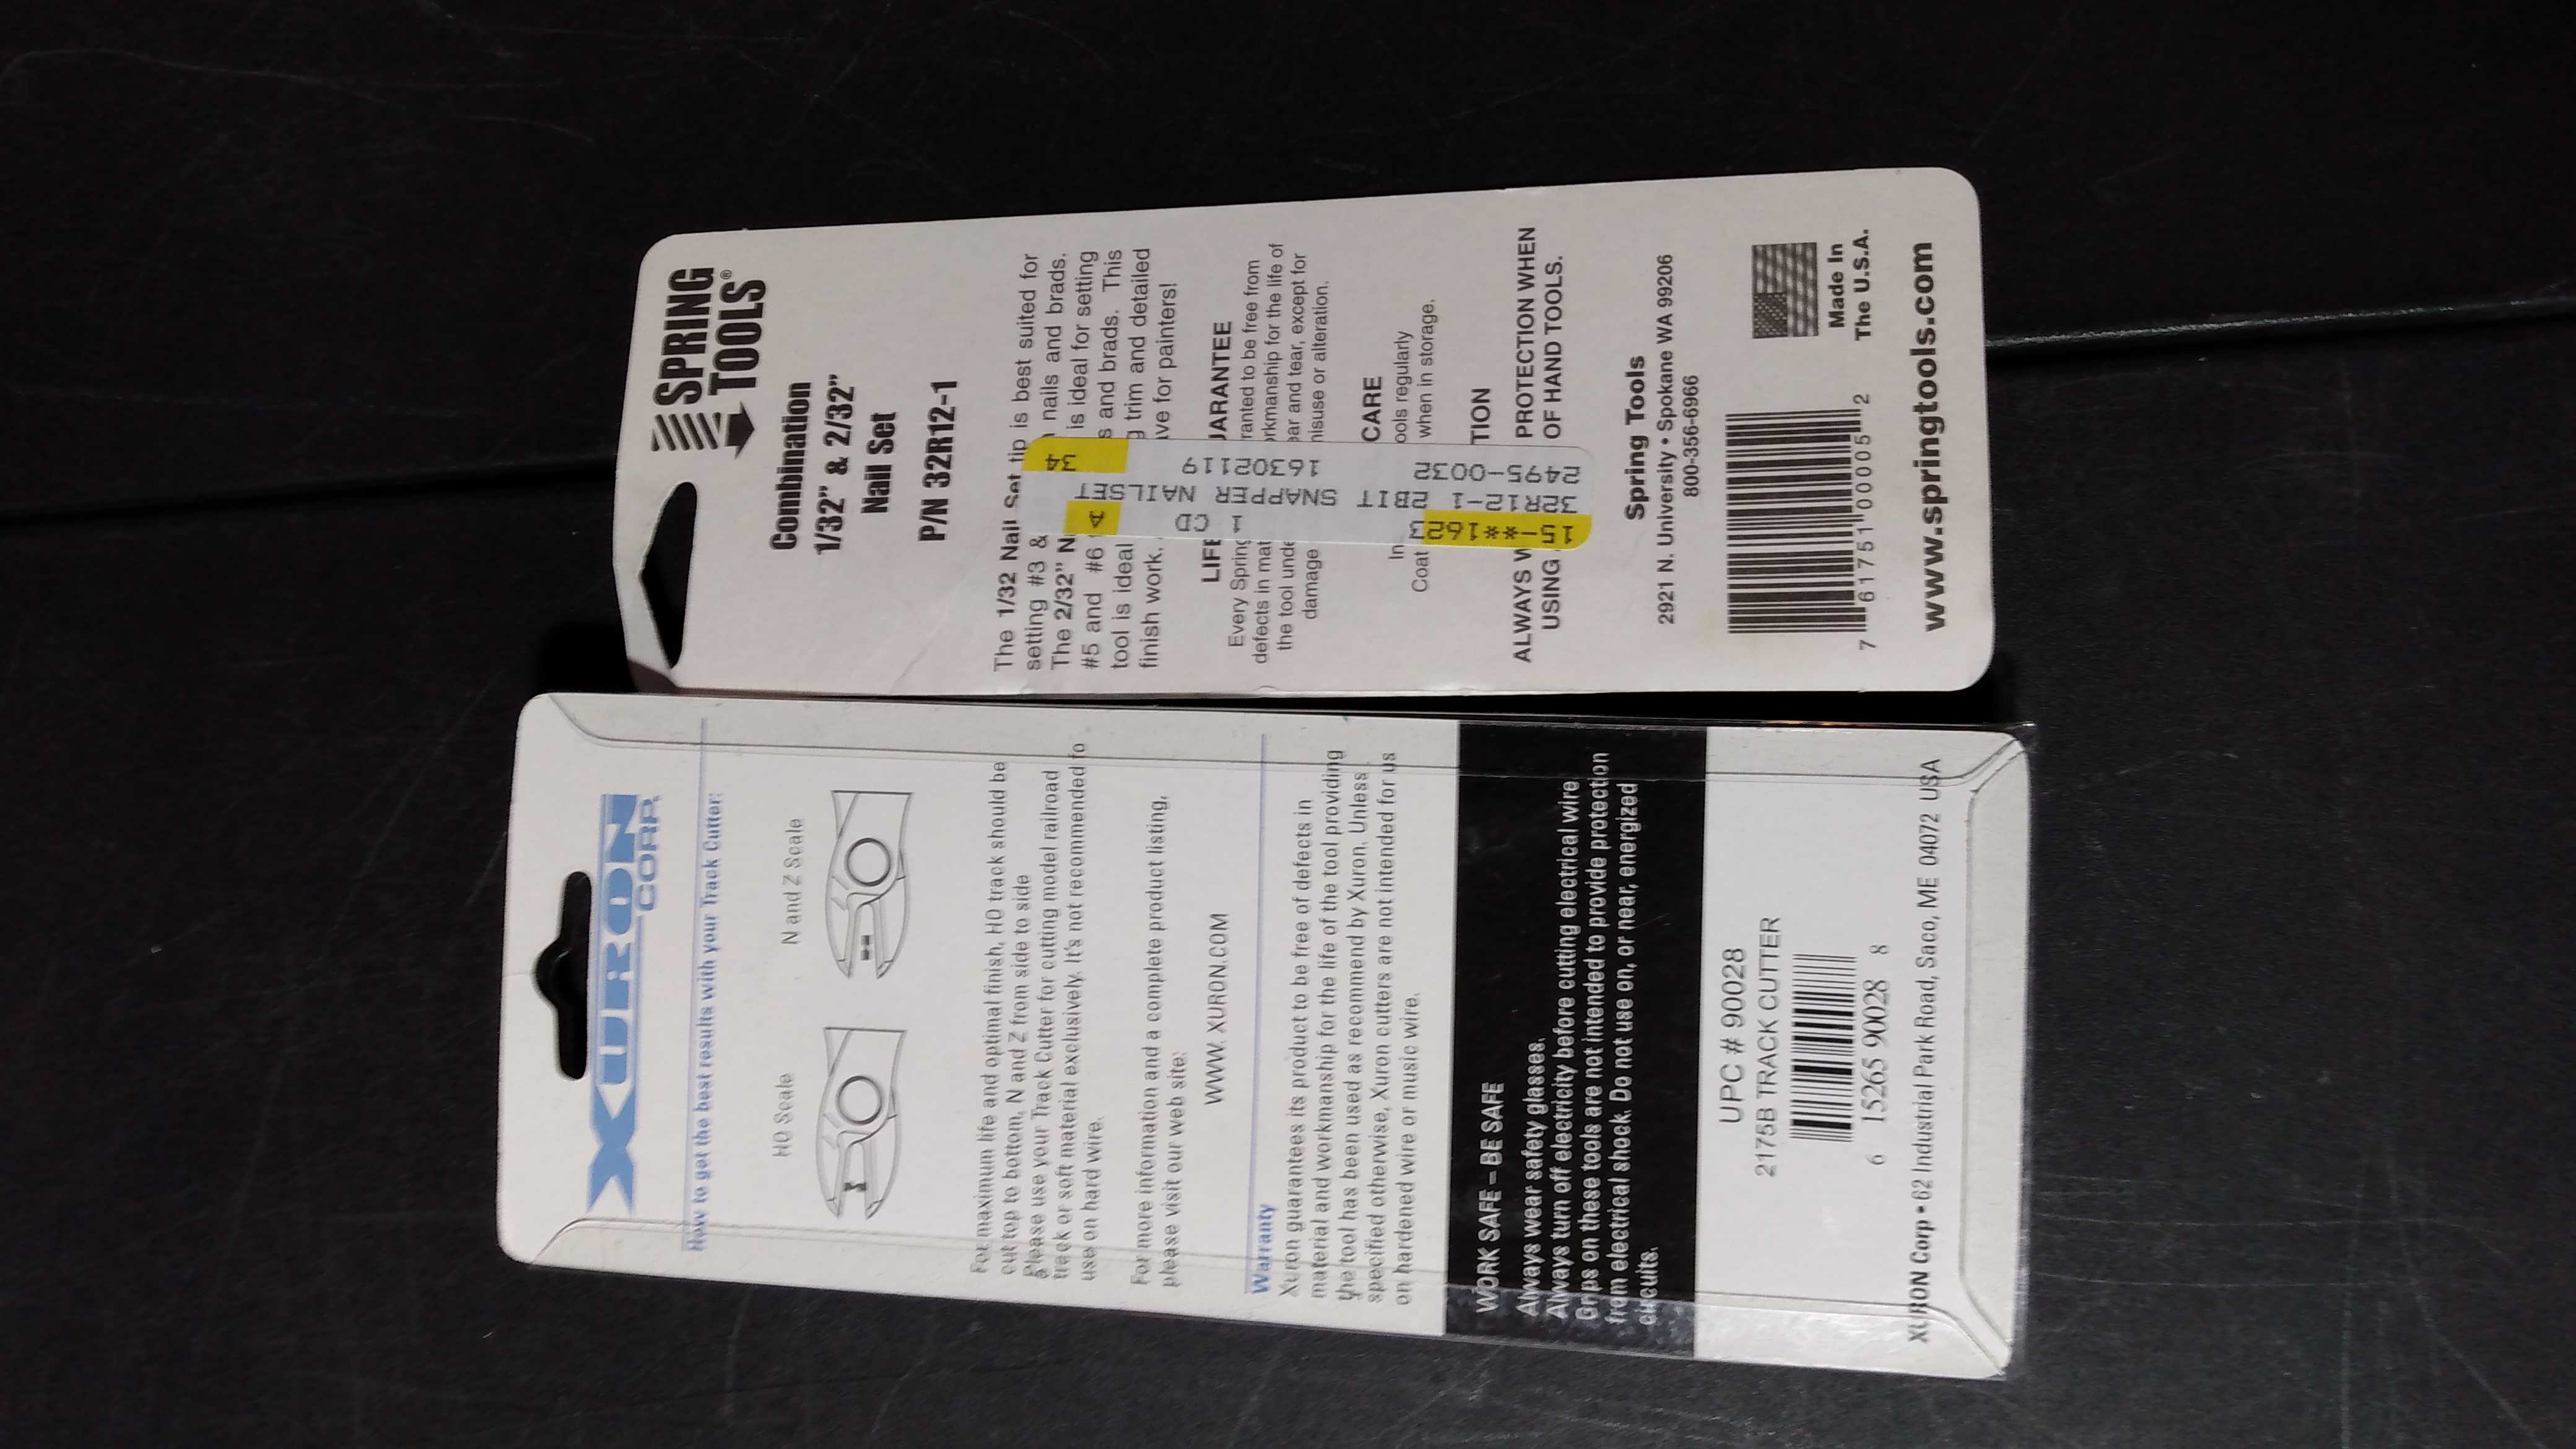 SPRING
TOOLS®
Combination
1/32" & 2/32"
Nail Set
P/N 32R12-1
The 1/32 Nail Set tip is best suited for
setting #3 & nails and brads.
The 2/32" N is ideal for setting
#5 and #6 s and brads. This
tool is ideal g trim and detailed
finish work. ve for painters!
LIFE UARANTEE
Every Spring ranted to be free from
defects in mat rkmanship for the life of
the tool unde ear and tear, except for
damage misuse or alteration.
CARE
In ools regularly
Coat when in storage.
TION
ALWAYS W PROTECTION WHEN
USING OF HAND TOOLS.
15-**1623 1 CD A
32R12-1 2BIT SNAPPER NAILSET
2495-0032 16302119 34
Spring Tools
2921 N. University • Spokane WA 99206
800-356-6966
7 61751 00005 2
Made In
The U.S.A.
www.springtools.com
XURON
CORP.
How to get the best results with your Track Cutter:
HO Scale N and Z Scale
For maximum life and optimal finish, HO track should be
cut top to bottom, N and Z from side to side
Please use your Track Cutter for cutting model railroad
track or soft material exclusively. It's not recommended fo
use on hard wire.
For more information and a complete product listing,
please visit our web site:
WWW. XURON.COM
Warranty
Xuron guarantees its product to be free of defects in
material and workmanship for the life of the tool providing
the tool has been used as recommend by Xuron. Unless
specified otherwise, Xuron cutters are not intended for us
on hardened wire or music wire.
WORK SAFE – BE SAFE
Always wear safety glasses.
Always turn off electricity before cutting electrical wire
Grips on these tools are not intended to provide protection
from electrical shock. Do not use on, or near, energized
circuits.
UPC # 90028
2175B TRACK CUTTER
6 15265 90028 8
XURON Corp • 62 Industrial Park Road, Saco, ME 04072 USA